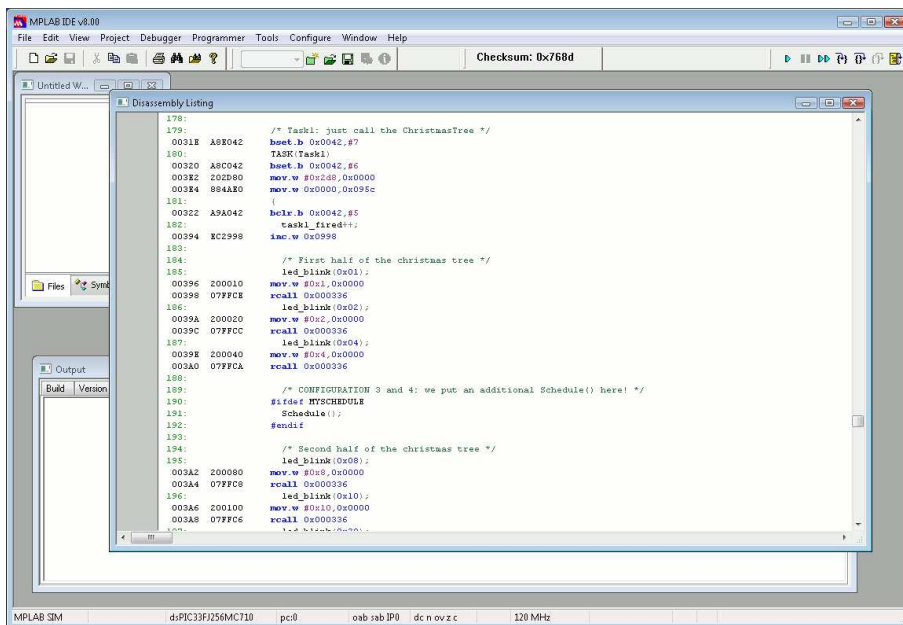 MPLAB IDE v8.00
File Edit View Project Debugger Programmer Tools Configure Window Help
Checksum: 0x768d
Untitled W...
Disassembly Listing
178:
179: /* Task1: just call the ChristmasTree */
0031E A8E042 bset.b 0x0042,#7
180: TASK(Task1)
00320 A8C042 bset.b 0x0042,#6
003E2 202D80 mov.w #0x2d8,0x0000
003E4 884AE0 mov.w 0x0000,0x095c
181: {
00322 A9A042 bclr.b 0x0042,#5
182: task1_fired++;
00394 EC2998 inc.w 0x0998
183:
184: /* First half of the christmas tree */
185: led_blink(0x01);
00396 200010 mov.w #0x1,0x0000
00398 07FFCE rcall 0x000336
186: led_blink(0x02);
0039A 200020 mov.w #0x2,0x0000
0039C 07FFCC rcall 0x000336
187: led_blink(0x04);
0039E 200040 mov.w #0x4,0x0000
003A0 07FFCA rcall 0x000336
188:
189: /* CONFIGURATION 3 and 4: we put an additional Schedule() here! */
190: #ifdef MYSCHEDULE
191: Schedule();
192: #endif
193:
194: /* Second half of the christmas tree */
195: led_blink(0x08);
003A2 200080 mov.w #0x8,0x0000
003A4 07FFC8 rcall 0x000336
196: led_blink(0x10);
003A6 200100 mov.w #0x10,0x0000
003A8 07FFC6 rcall 0x000336
Files Symb
Output
Build Version
MPLAB SIM dsPIC33FJ256MC710 pc:0 oab sab IP0 dc n ov z c 120 MHz